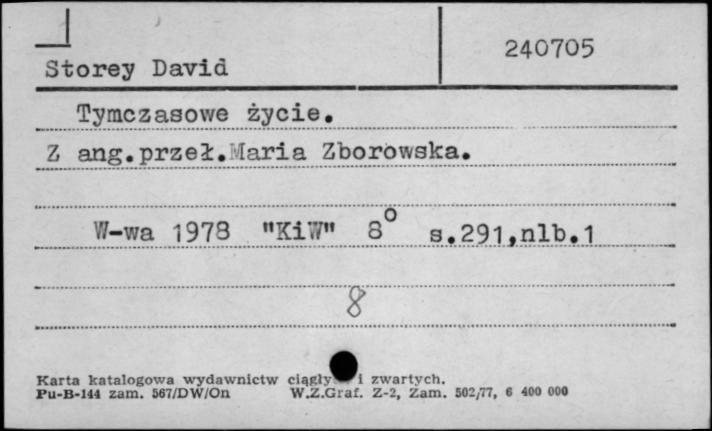 240705
Storey David
Tymczasowe życie.
Z ang.przeł.Maria Zborowska.
W-wa 1978 "KiW" 8° s.291,nlb.1
8
Karta katalogowa wydawnictw i zwartych.
Pu-B-144 zam. 567/DW/On W.Z.Graf. Z-2, Zam. 502/77, 6 400 000